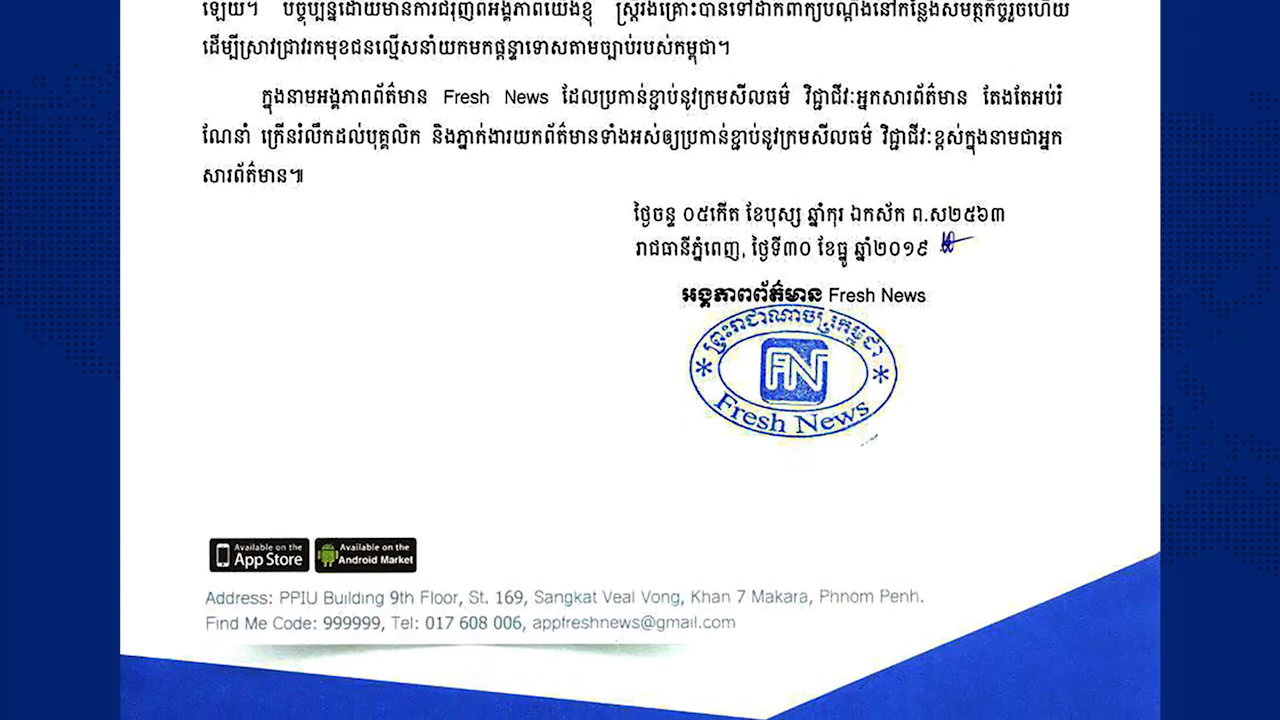 ឡើយ។ បច្ចុប្បន្នដោយមានការជំរុញពីអង្គភាពយើងខ្ញុំ ស្ត្រីរងគ្រោះបានទៅដាក់ពាក្យបណ្តឹងនៅកន្លែងសមត្ថកិច្ចរួចហើយ
ដើម្បីស្រាវជ្រាវរកមុខជនល្មើសនាំយកមកផ្តន្ទាទោសតាមច្បាប់របស់កម្ពុជា។
ក្នុងនាមអង្គភាពព័ត៌មាន Fresh News ដែលប្រកាន់ខ្ជាប់នូវក្រមសីលធម៌ វិជ្ជាជីវៈអ្នកសារព័ត៌មាន តែងតែអប់រំ
ណែនាំ ក្រើនរំលឹកដល់បុគ្គលិក និងភ្នាក់ងារយកព័ត៌មានទាំងអស់ឲ្យប្រកាន់ខ្ជាប់នូវក្រមសីលធម៌ វិជ្ជាជីវៈខ្ពស់ក្នុងនាមជាអ្នក
សារព័ត៌មាន៕
ថ្ងៃចន្ទ ០៥កើត ខែបុស្ស ឆ្នាំកុរ ឯកស័ក ព.ស២៥៦៣
រាជធានីភ្នំពេញ, ថ្ងៃទី៣០ ខែធ្នូ ឆ្នាំ២០១៩
អង្គភាពព័ត៌មាន Fresh News
ព្រះរាជាណាចក្រកម្ពុជា
FN
Fresh News
Available on the App Store
Available on the Android Market
Address: PPIU Building 9th Floor, St. 169, Sangkat Veal Vong, Khan 7 Makara, Phnom Penh.
Find Me Code: 999999, Tel: 017 608 006, appfreshnews@gmail.com